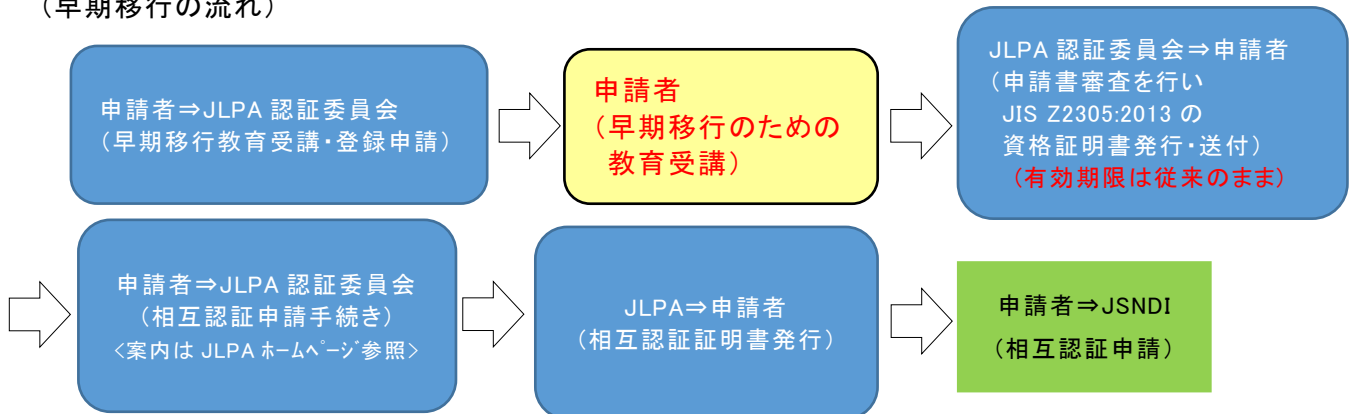 （早期移行の流れ）
申請者⇒JLPA 認証委員会
（早期移行教育受講・登録申請）
申請者
（早期移行のための
教育受講）
JLPA 認証委員会⇒申請者
（申請書審査を行い
JIS Z2305:2013 の
資格証明書発行・送付）
（有効期限は従来のまま）
申請者⇒JLPA 認証委員会
（相互認証申請手続き）
<案内は JLPA ﾎｰﾑﾍﾟｰｼﾞ参照>
JLPA⇒申請者
（相互認証証明書発行）
申請者⇒JSNDI
（相互認証申請）